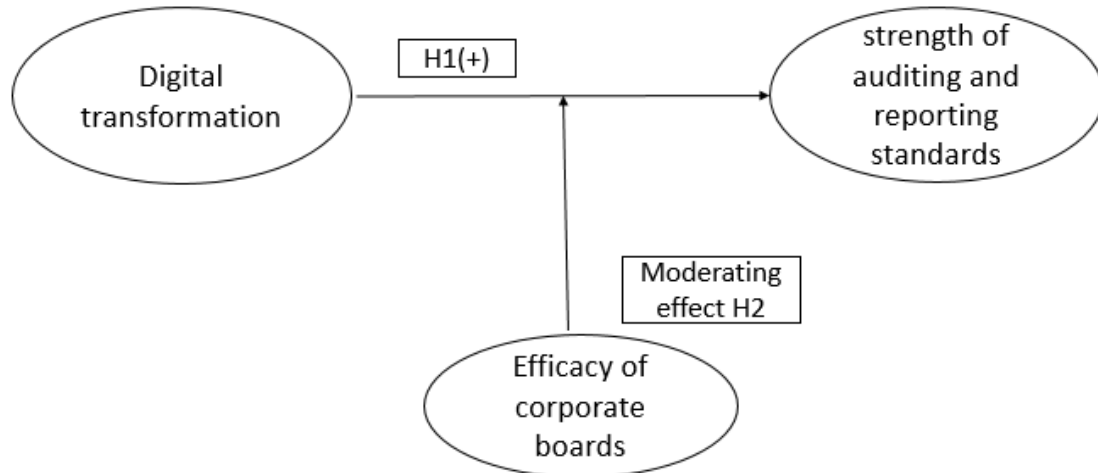 Digital
transformation
H1(+)
strength of
auditing and
reporting
standards
Moderating
effect H2
Efficacy of
corporate
boards